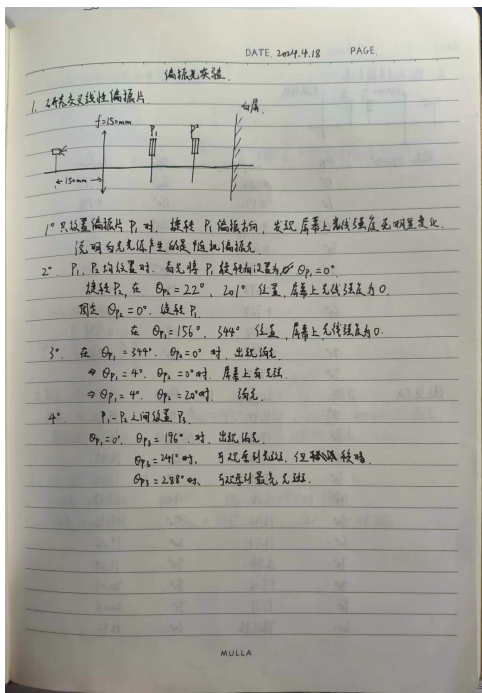 DATE. 2024.4.18 PAGE.
偏振光实验.
1. 研究交叉线性偏振片
f=150mm P₁ P² 白屏
←150mm→
1° 只放置偏振片 P₁ 时. 旋转 P₁ 偏振方向, 发现屏幕上光线强度无明显变化.
说明白光光源产生的是随机偏振光.
2°. P₁, P₂ 均放置时. 首先将 P₁ 旋转角设置为 θp₁=0°.
旋转 P₂, 在 θp₂=22°, 201° 位置, 屏幕上光线强度为0.
固定 θp₂=0°. 旋转 P₁
在 θp₁=156°, 344° 位置, 屏幕上光线强度为0.
3°. 在 θp₁=344°. θp₂=0° 时. 出现消光.
⇒ θp₁=4°. θp₂=0°时. 屏幕上有光强.
⇒ θp₁=4°. θp₂=20°时. 消光.
4° P₁-P₂之间放置 P₃.
θp₁=0°. θp₃=196°.时. 出现消光.
θp₃=241°时, 可观察到光斑. 但 较暗.
θp₃=288°时, 可观察到最亮光斑.
MULLA